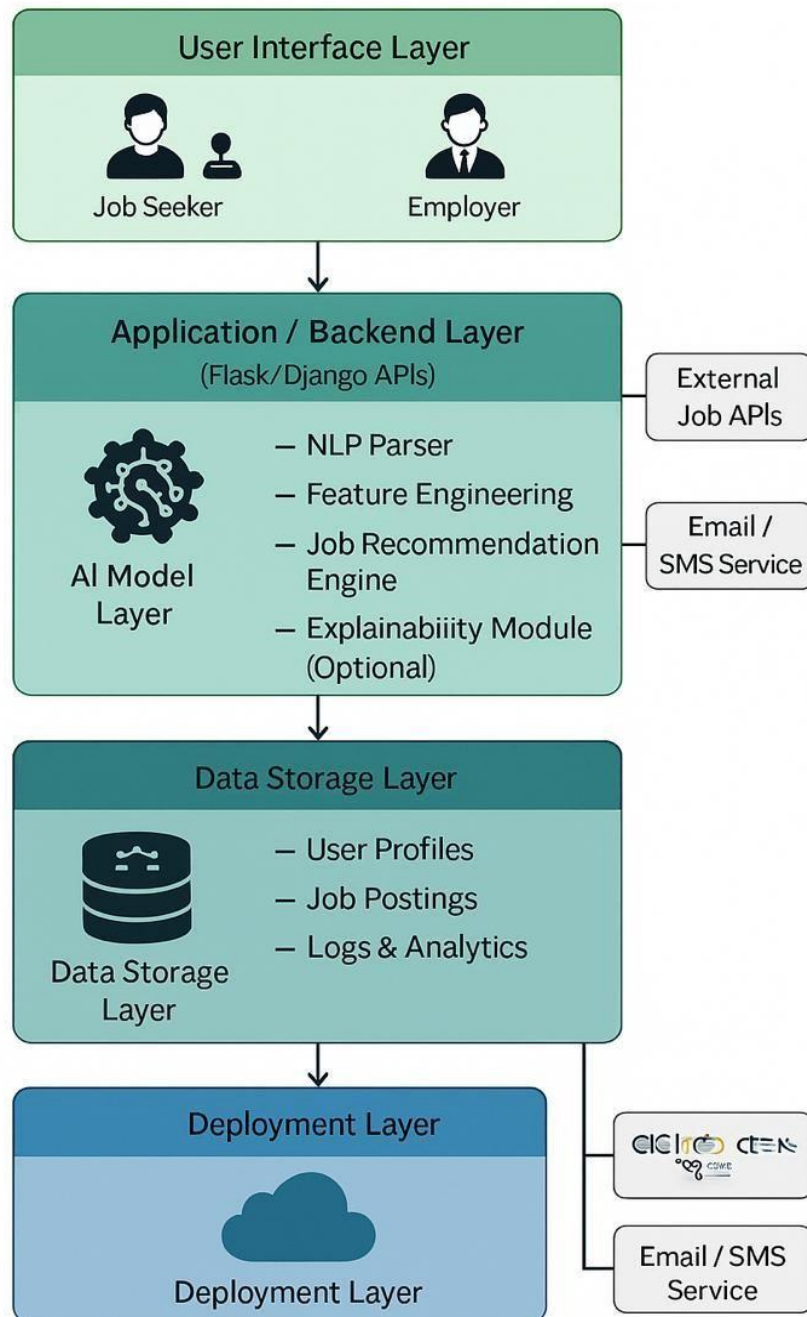 User Interface Layer
Job Seeker
Employer
Application / Backend Layer
(Flask/Django APIs)
External
Job APIs
AI Model
Layer
– NLP Parser
– Feature Engineering
– Job Recommendation
Engine
– Explainabiiity Module
(Optional)
Email /
SMS Service
Data Storage Layer
Data Storage
Layer
– User Profiles
– Job Postings
– Logs & Analytics
Deployment Layer
Deployment Layer
Email / SMS
Service